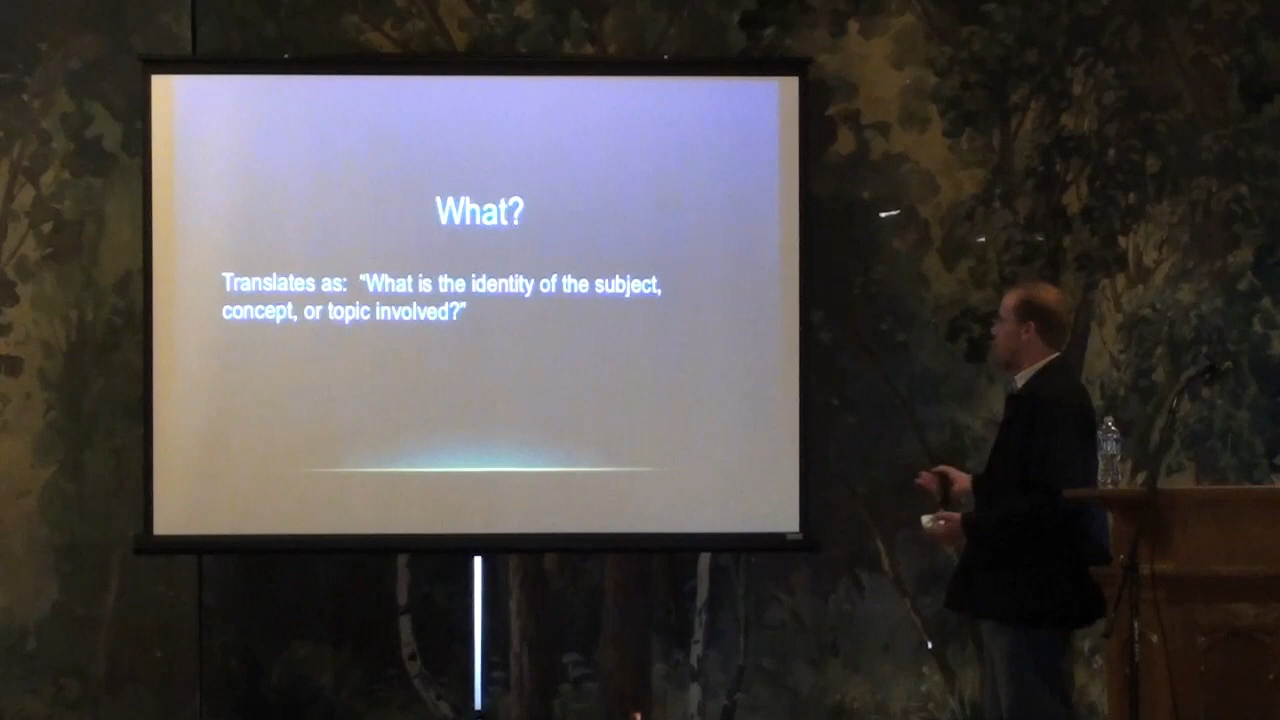 What?
Translates as: "What is the identity of the subject,
concept, or topic involved?"